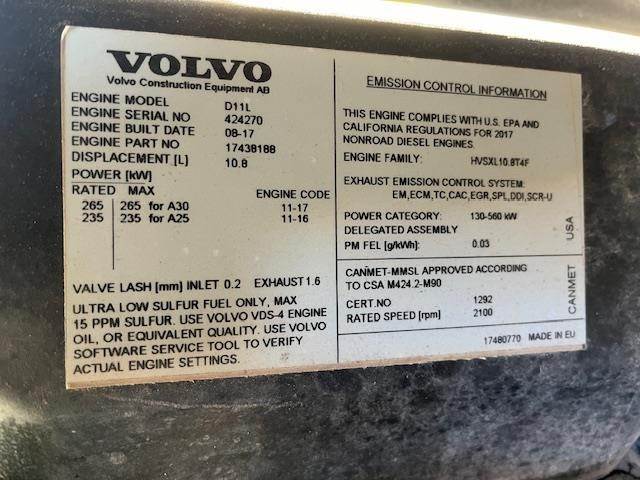 VOLVO
Volvo Construction Equipment AB
ENGINE MODEL D11L
ENGINE SERIAL NO 424270
ENGINE BUILT DATE 08-17
ENGINE PART NO 17438188
DISPLACEMENT [L] 10.8
POWER [kW]
RATED MAX ENGINE CODE
265 265 for A30 11-17
235 235 for A25 11-16
VALVE LASH [mm] INLET 0.2 EXHAUST 1.6
ULTRA LOW SULFUR FUEL ONLY, MAX
15 PPM SULFUR. USE VOLVO VDS-4 ENGINE
OIL, OR EQUIVALENT QUALITY. USE VOLVO
SOFTWARE SERVICE TOOL TO VERIFY
ACTUAL ENGINE SETTINGS.
EMISSION CONTROL INFORMATION
THIS ENGINE COMPLIES WITH U.S. EPA AND
CALIFORNIA REGULATIONS FOR 2017
NONROAD DIESEL ENGINES.
ENGINE FAMILY: HVSXL10.8T4F
EXHAUST EMISSION CONTROL SYSTEM:
EM,ECM,TC,CAC,EGR,SPL,DDI,SCR-U
POWER CATEGORY: 130-560 kW
DELEGATED ASSEMBLY
PM FEL [g/kWh]: 0.03
USA
CANMET-MMSL APPROVED ACCORDING
TO CSA M424.2-M90
CERT.NO 1292
RATED SPEED [rpm] 2100
CANMET
17480770 MADE IN EU